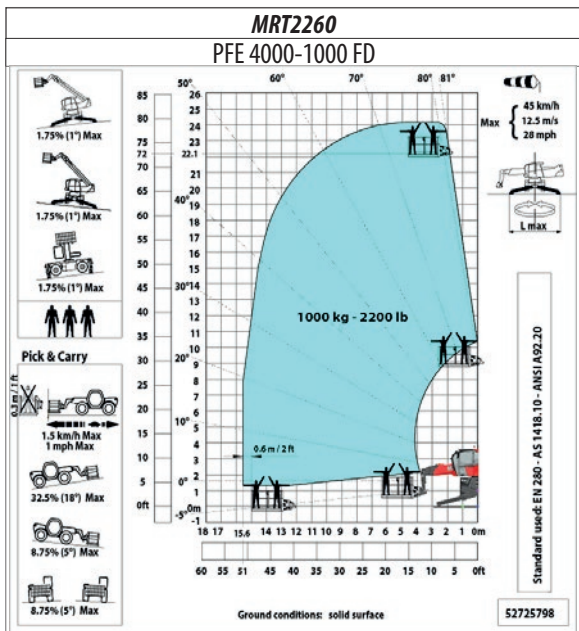 MRT2260
PFE 4000-1000 FD
1.75% (1°) Max
1.75% (1°) Max
1.75% (1°) Max
Pick & Carry
0.3 m / 1 ft
1.5 km/h Max
1 mph Max
32.5% (18°) Max
8.75% (5°) Max
8.75% (5°) Max
85
80
75
72
70
65
60
55
50
45
40
35
30
25
20
15
10
5
0ft
26
25
24
23
22.1
21
20
19
18
17
16
15
14
13
12
11
10
9
8
7
6
5
4
3
2
1
0m
-1
50°
60°
70°
80°
81°
40°
30°
20°
10°
0°
-5°
1000 kg - 2200 lb
0.6 m / 2 ft
18 17 15.6 14 13 12 11 10 9 8 7 6 5 4 3 2 1 0m
60 55 51 45 40 35 30 25 20 15 10 5 0ft
Ground conditions: solid surface
Max
45 km/h
12.5 m/s
28 mph
L max
Standard used: EN 280 - AS 1418.10 - ANSI A92.20
52725798